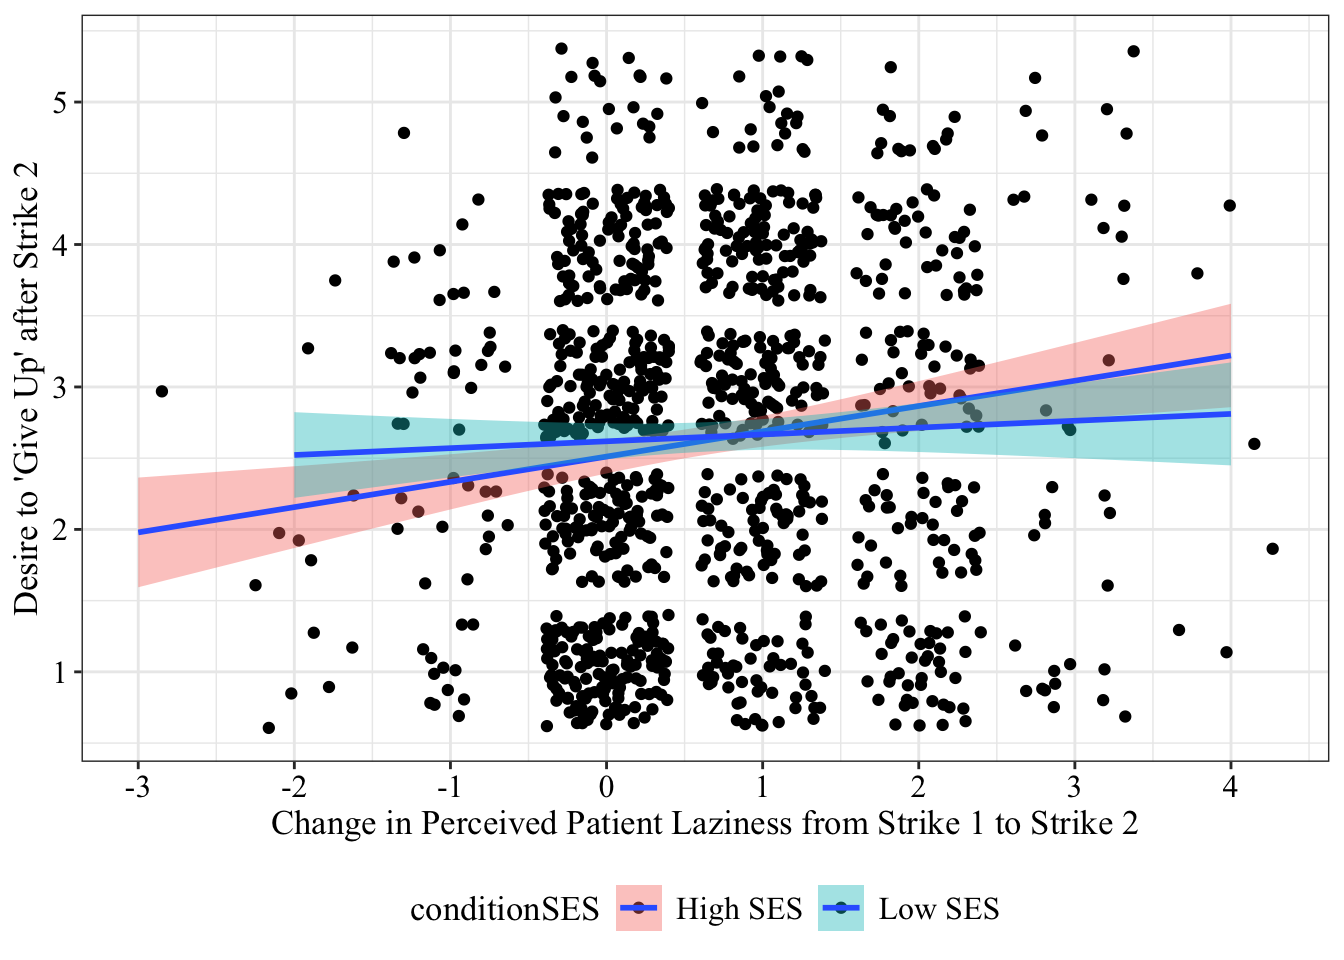 Desire to 'Give Up' after Strike 2
5
4
3
2
1
-3 -2 -1 0 1 2 3 4
Change in Perceived Patient Laziness from Strike 1 to Strike 2
conditionSES High SES Low SES